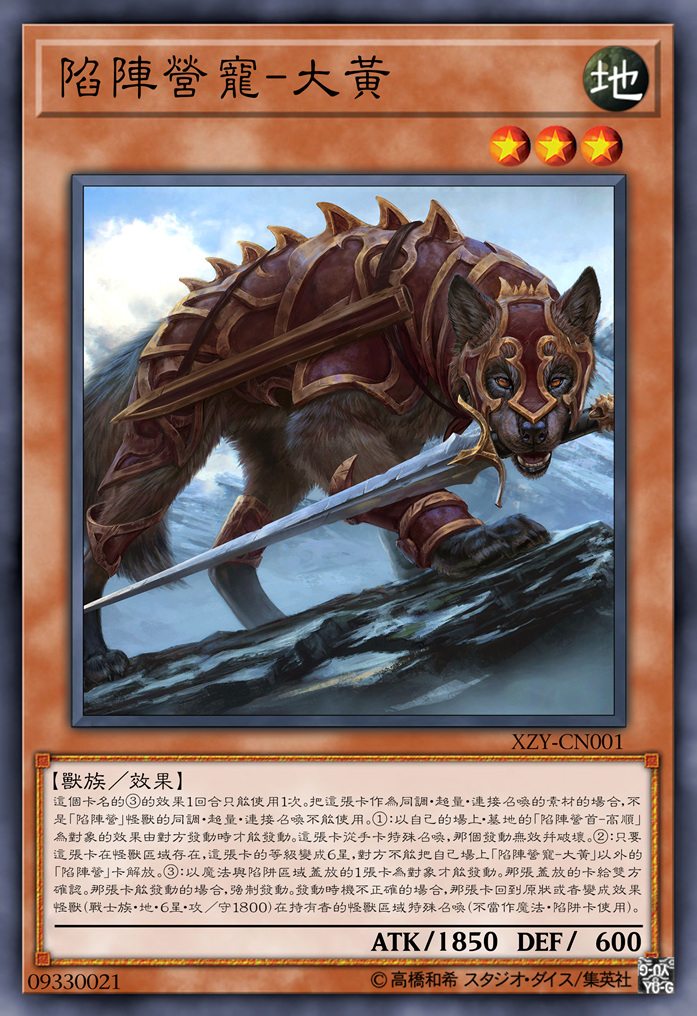 陷陣營寵-大黃
地
XZY-CN001
【獸族／效果】
這個卡名的③的效果1回合只能使用1次。把這張卡作為同調・超量・連接召喚的素材的場合，不
是「陷陣營」怪獸的同調・超量・連接召喚不能使用。①：以自己的場上・墓地的「陷陣營首-高順」
為對象的效果由對方發動時才能發動。這張卡從手卡特殊召喚，那個發動無效并破壞。②：只要
這張卡在怪獸區域存在，這張卡的等級變成6星，對方不能把自己場上「陷陣營寵-大黃」以外的
「陷陣營」卡解放。③：以魔法與陷阱區域蓋放的1張卡為對象才能發動。那張蓋放的卡給雙方
確認。那張卡能發動的場合，強制發動。發動時機不正確的場合，那張卡回到原狀或者變成效果
怪獸(戰士族・地・6星・攻／守1800)在持有者的怪獸區域特殊召喚(不當作魔法・陷阱卡使用)。
ATK/1850 DEF/ 600
09330021
©高橋和希 スタジオ・ダイス/集英社